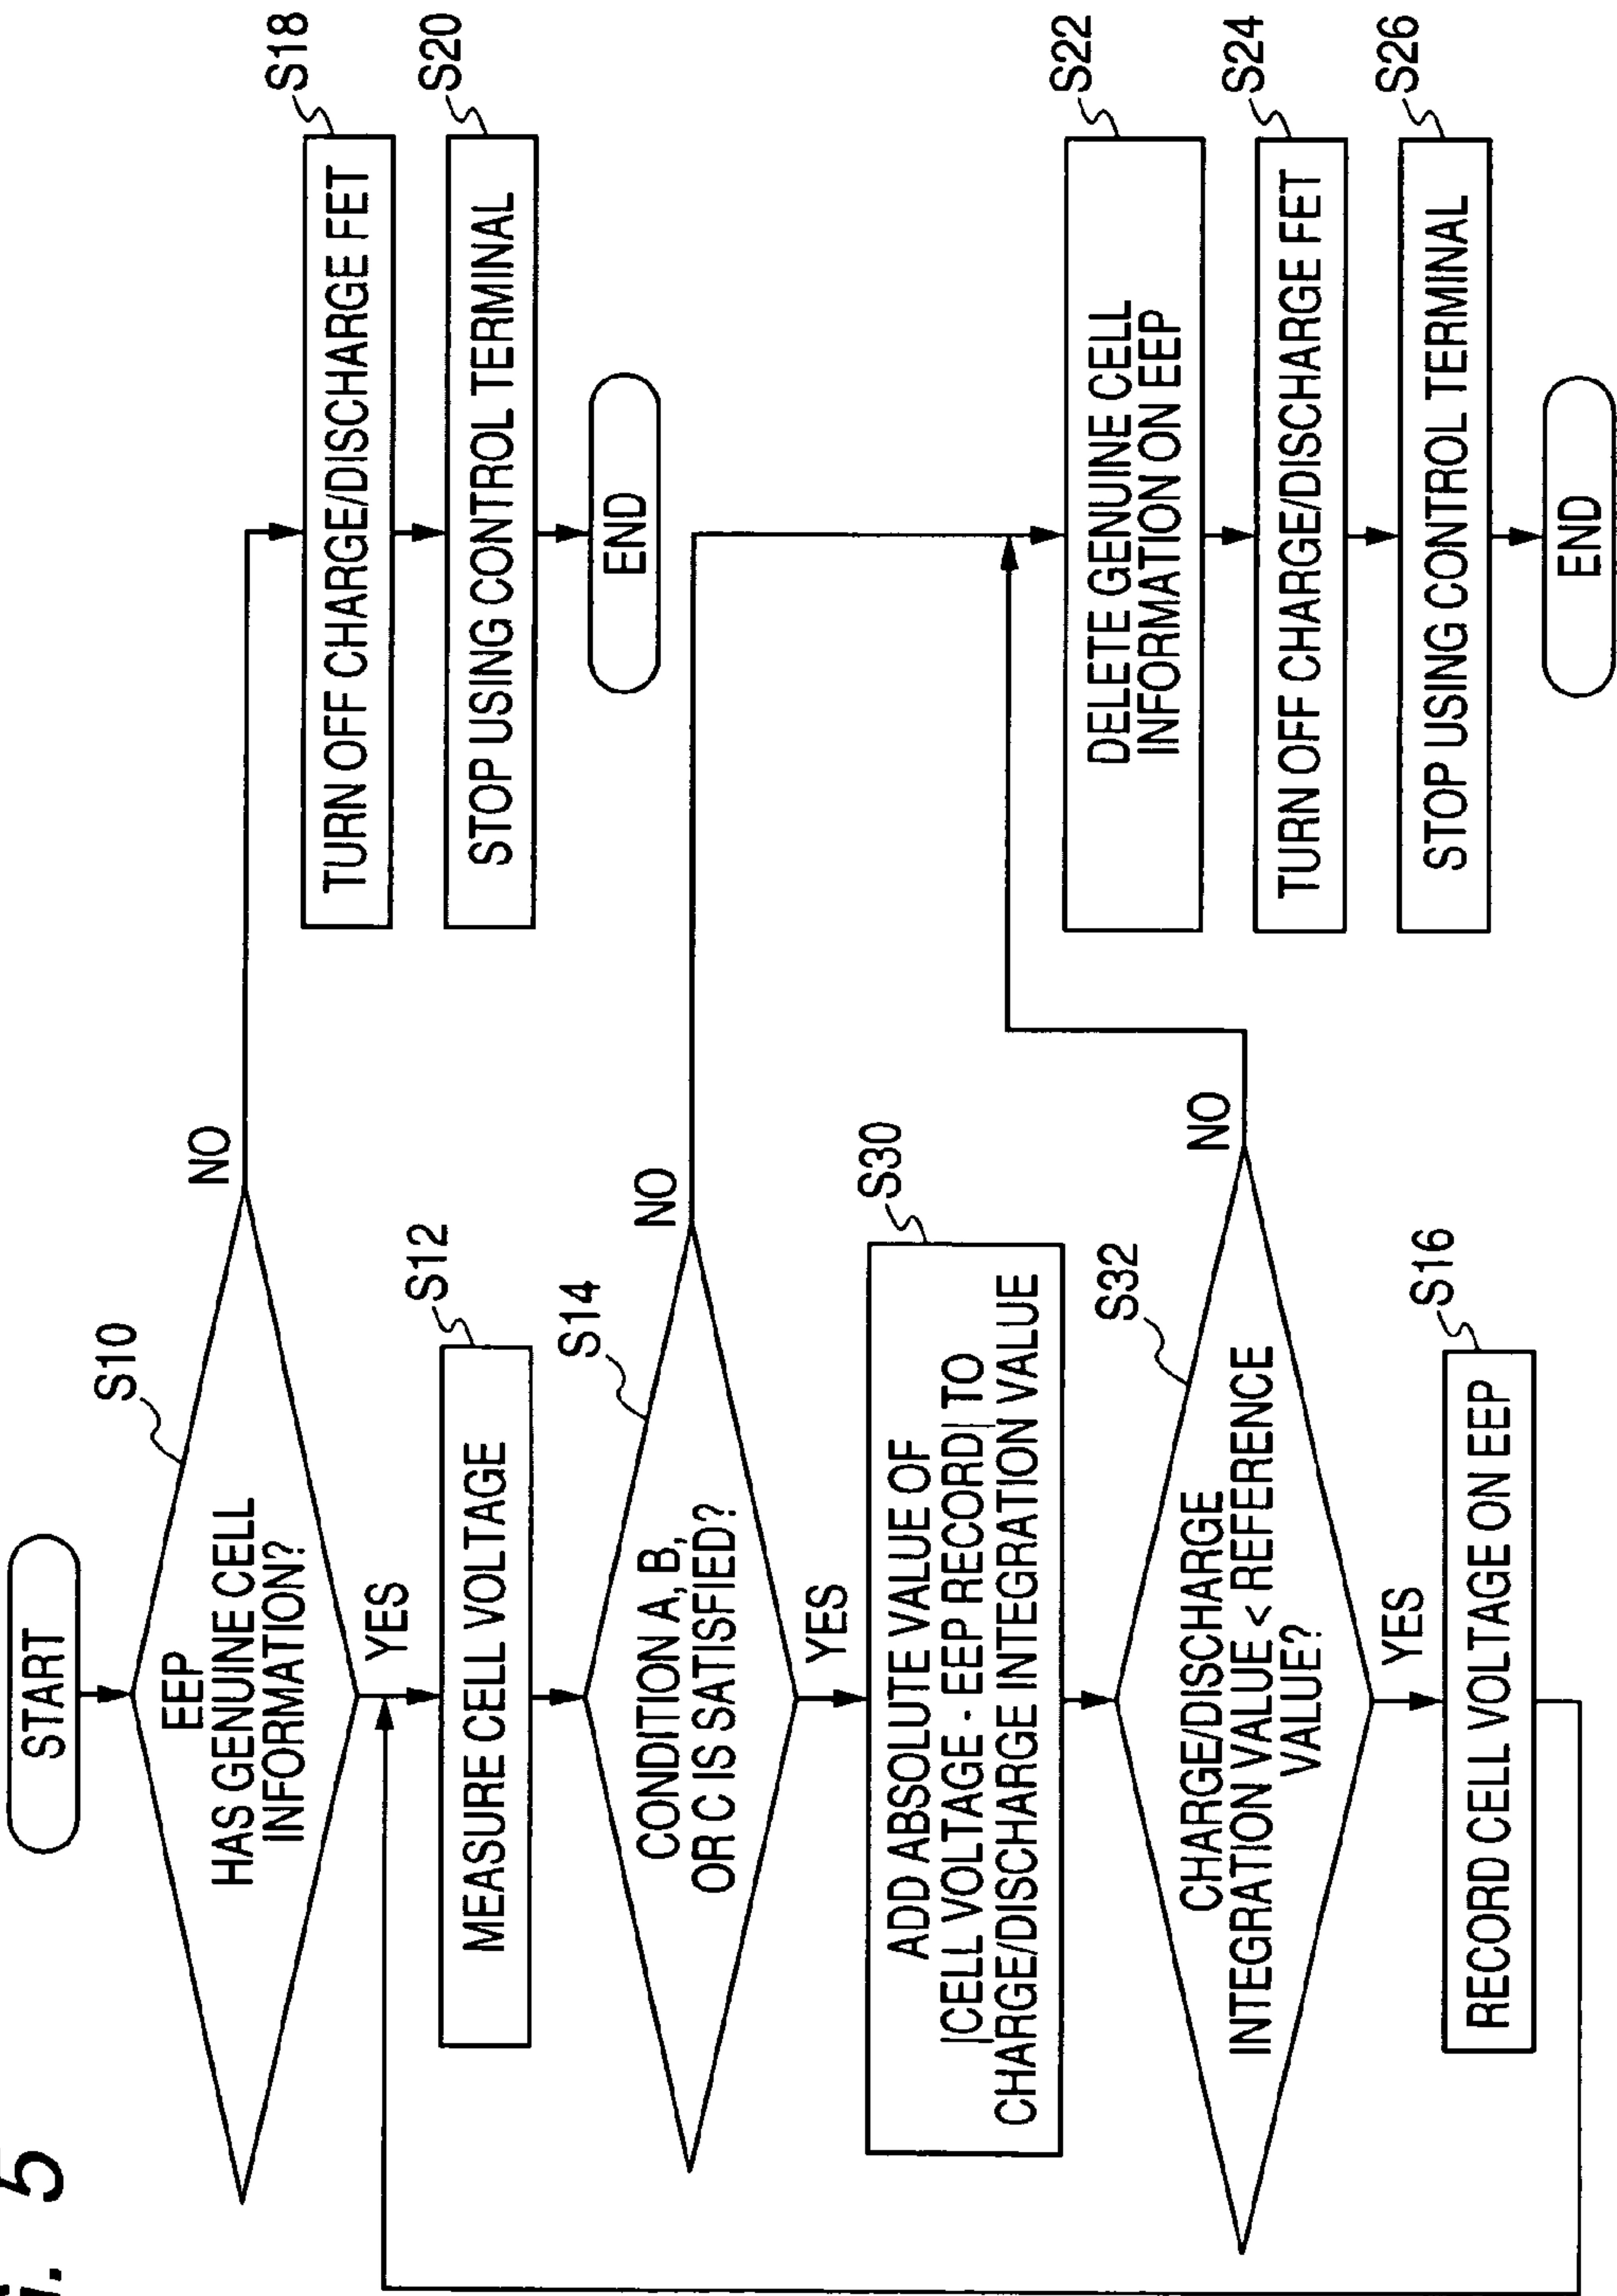 5
START
S10
EEP
HAS GENUINE CELL
INFORMATION?
NO
YES
S12
MEASURE CELL VOLTAGE
S14
CONDITION A, B,
OR C IS SATISFIED?
NO
YES
S30
ADD ABSOLUTE VALUE OF
|CELL VOLTAGE - EEP RECORD| TO
CHARGE/DISCHARGE INTEGRATION VALUE
S32
CHARGE/DISCHARGE
INTEGRATION VALUE < REFERENCE
VALUE?
NO
YES
S16
RECORD CELL VOLTAGE ON EEP
S18
TURN OFF CHARGE/DISCHARGE FET
S20
STOP USING CONTROL TERMINAL
END
S22
DELETE GENUINE CELL
INFORMATION ON EEP
S24
TURN OFF CHARGE/DISCHARGE FET
S26
STOP USING CONTROL TERMINAL
END